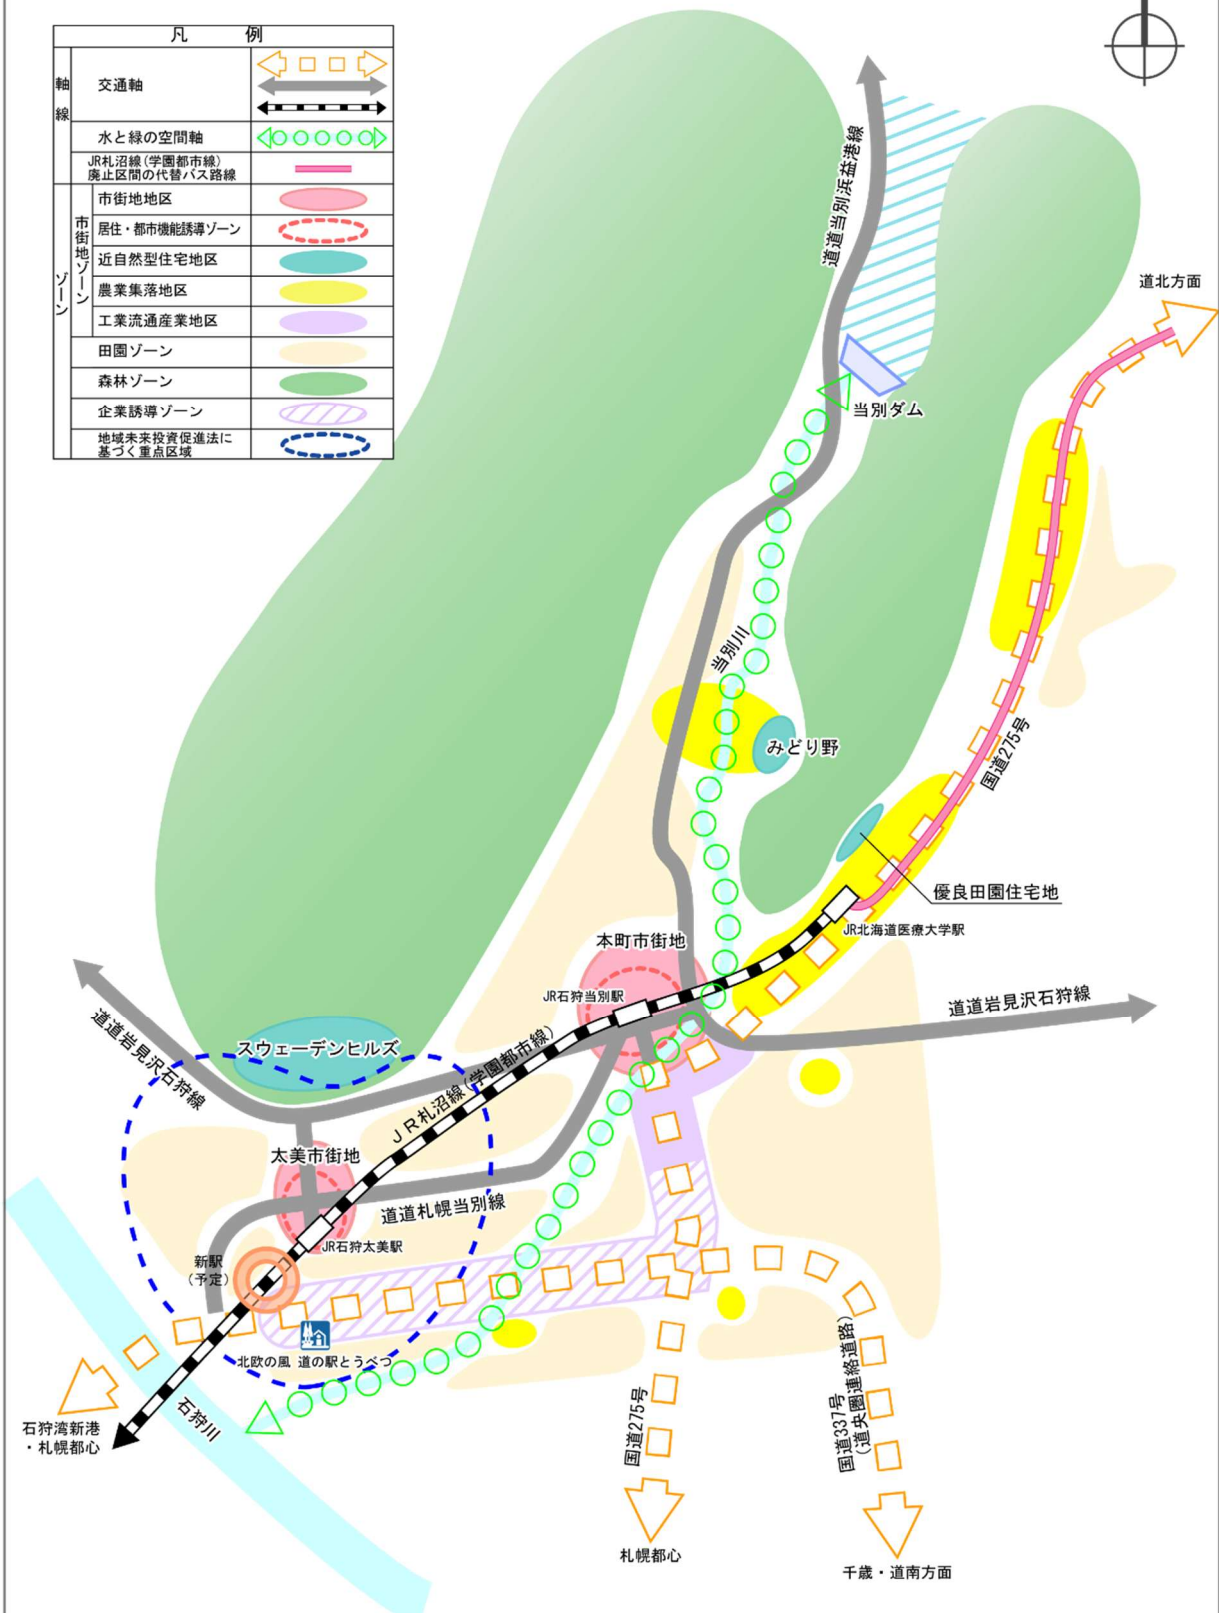 凡 例
軸線
交通軸
水と緑の空間軸
JR札沼線(学園都市線)
廃止区間の代替バス路線
ゾーン
市街地ゾーン
市街地地区
居住・都市機能誘導ゾーン
近自然型住宅地区
農業集落地区
工業流通産業地区
田園ゾーン
森林ゾーン
企業誘導ゾーン
地域未来投資促進法に
基づく重点区域
道道当別浜益港線
道北方面
当別ダム
当別川
みどり野
国道275号
優良田園住宅地
JR北海道医療大学駅
本町市街地
JR石狩当別駅
道道岩見沢石狩線
道道岩見沢石狩線
スウェーデンヒルズ
JR札沼線(学園都市線)
太美市街地
道道札幌当別線
JR石狩太美駅
新駅
(予定)
北欧の風 道の駅とうべつ
石狩川
石狩湾新港
・札幌都心
国道275号
国道337号
(道央圏連絡道路)
札幌都心
千歳・道南方面